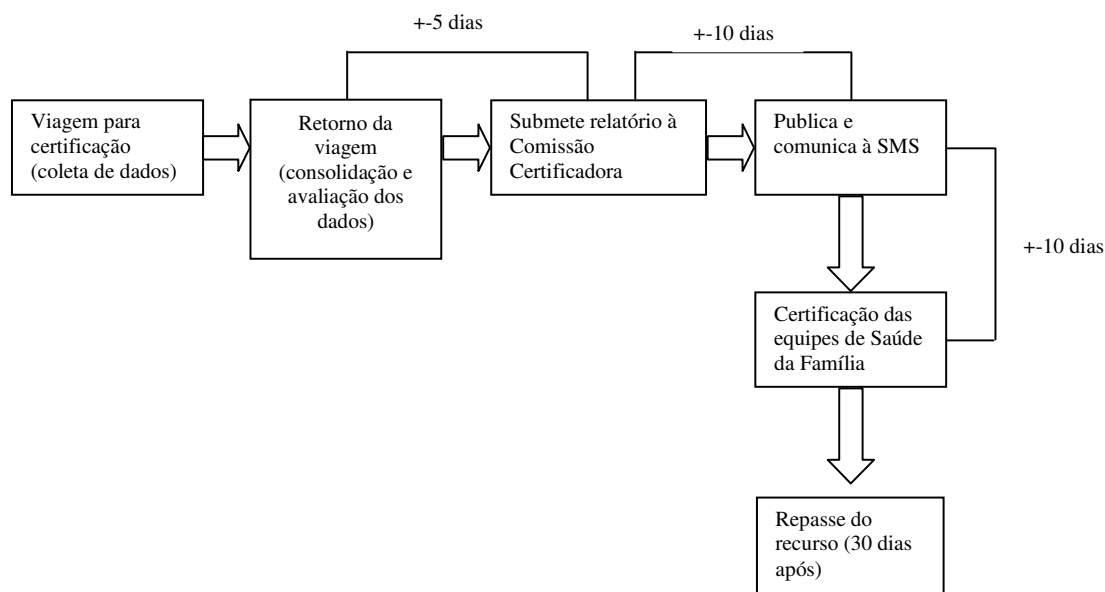 +-5 dias
+-10 dias
Viagem para
certificação
(coleta de dados)
Retorno da
viagem
(consolidação e
avaliação dos
dados)
Submete relatório à
Comissão
Certificadora
Publica e
comunica à SMS
+-10 dias
Certificação das
equipes de Saúde
da Família
Repasse do
recurso (30 dias
após)